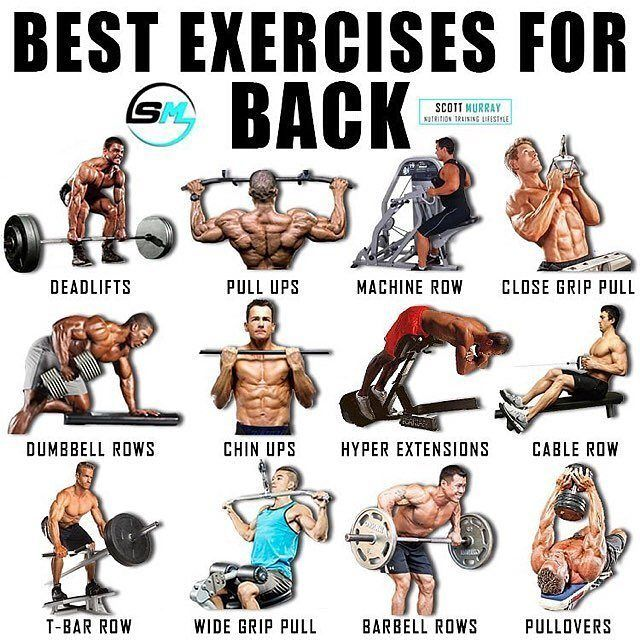 BEST EXERCISES FOR
BACK
SM
SCOTT MURRAY
NUTRITION TRAINING LIFESTYLE
DEADLIFTS
PULL UPS
MACHINE ROW
CLOSE GRIP PULL
DUMBBELL ROWS
CHIN UPS
HYPER EXTENSIONS
CABLE ROW
T-BAR ROW
WIDE GRIP PULL
BARBELL ROWS
PULLOVERS